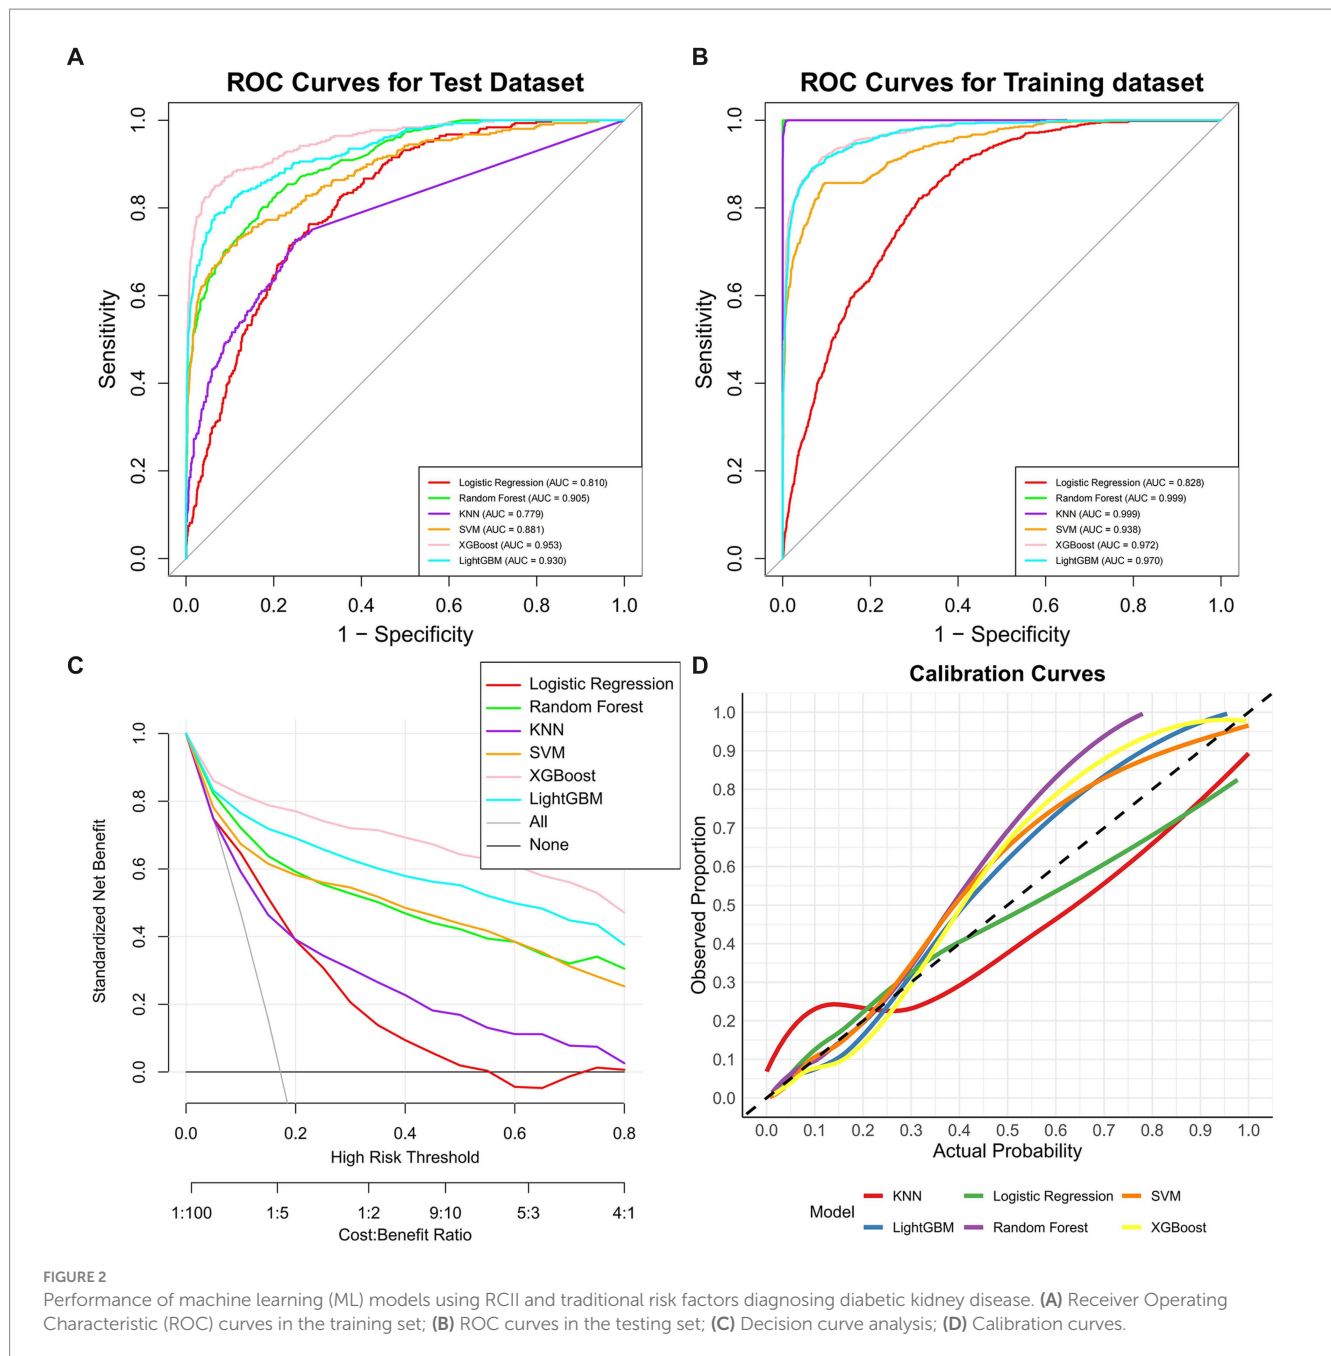 A
ROC Curves for Test Dataset
Sensitivity
0.0 0.2 0.4 0.6 0.8 1.0
Logistic Regression (AUC = 0.810)
Random Forest (AUC = 0.905)
KNN (AUC = 0.779)
SVM (AUC = 0.881)
XGBoost (AUC = 0.953)
LightGBM (AUC = 0.930)
0.0 0.2 0.4 0.6 0.8 1.0
1 − Specificity
B
ROC Curves for Training dataset
Sensitivity
0.0 0.2 0.4 0.6 0.8 1.0
Logistic Regression (AUC = 0.828)
Random Forest (AUC = 0.999)
KNN (AUC = 0.999)
SVM (AUC = 0.938)
XGBoost (AUC = 0.972)
LightGBM (AUC = 0.970)
0.0 0.2 0.4 0.6 0.8 1.0
1 − Specificity
C
Logistic Regression
Random Forest
KNN
SVM
XGBoost
LightGBM
All
None
Standardized Net Benefit
0.0 0.2 0.4 0.6 0.8 1.0
0.0 0.2 0.4 0.6 0.8
High Risk Threshold
1:100 1:5 1:2 9:10 5:3 4:1
Cost:Benefit Ratio
D
Calibration Curves
Observed Proportion
1.0
0.9
0.8
0.7
0.6
0.5
0.4
0.3
0.2
0.1
0.0
0.0 0.1 0.2 0.3 0.4 0.5 0.6 0.7 0.8 0.9 1.0
Actual Probability
Model
KNN Logistic Regression SVM
LightGBM Random Forest XGBoost
FIGURE 2
Performance of machine learning (ML) models using RCII and traditional risk factors diagnosing diabetic kidney disease. (A) Receiver Operating
Characteristic (ROC) curves in the training set; (B) ROC curves in the testing set; (C) Decision curve analysis; (D) Calibration curves.